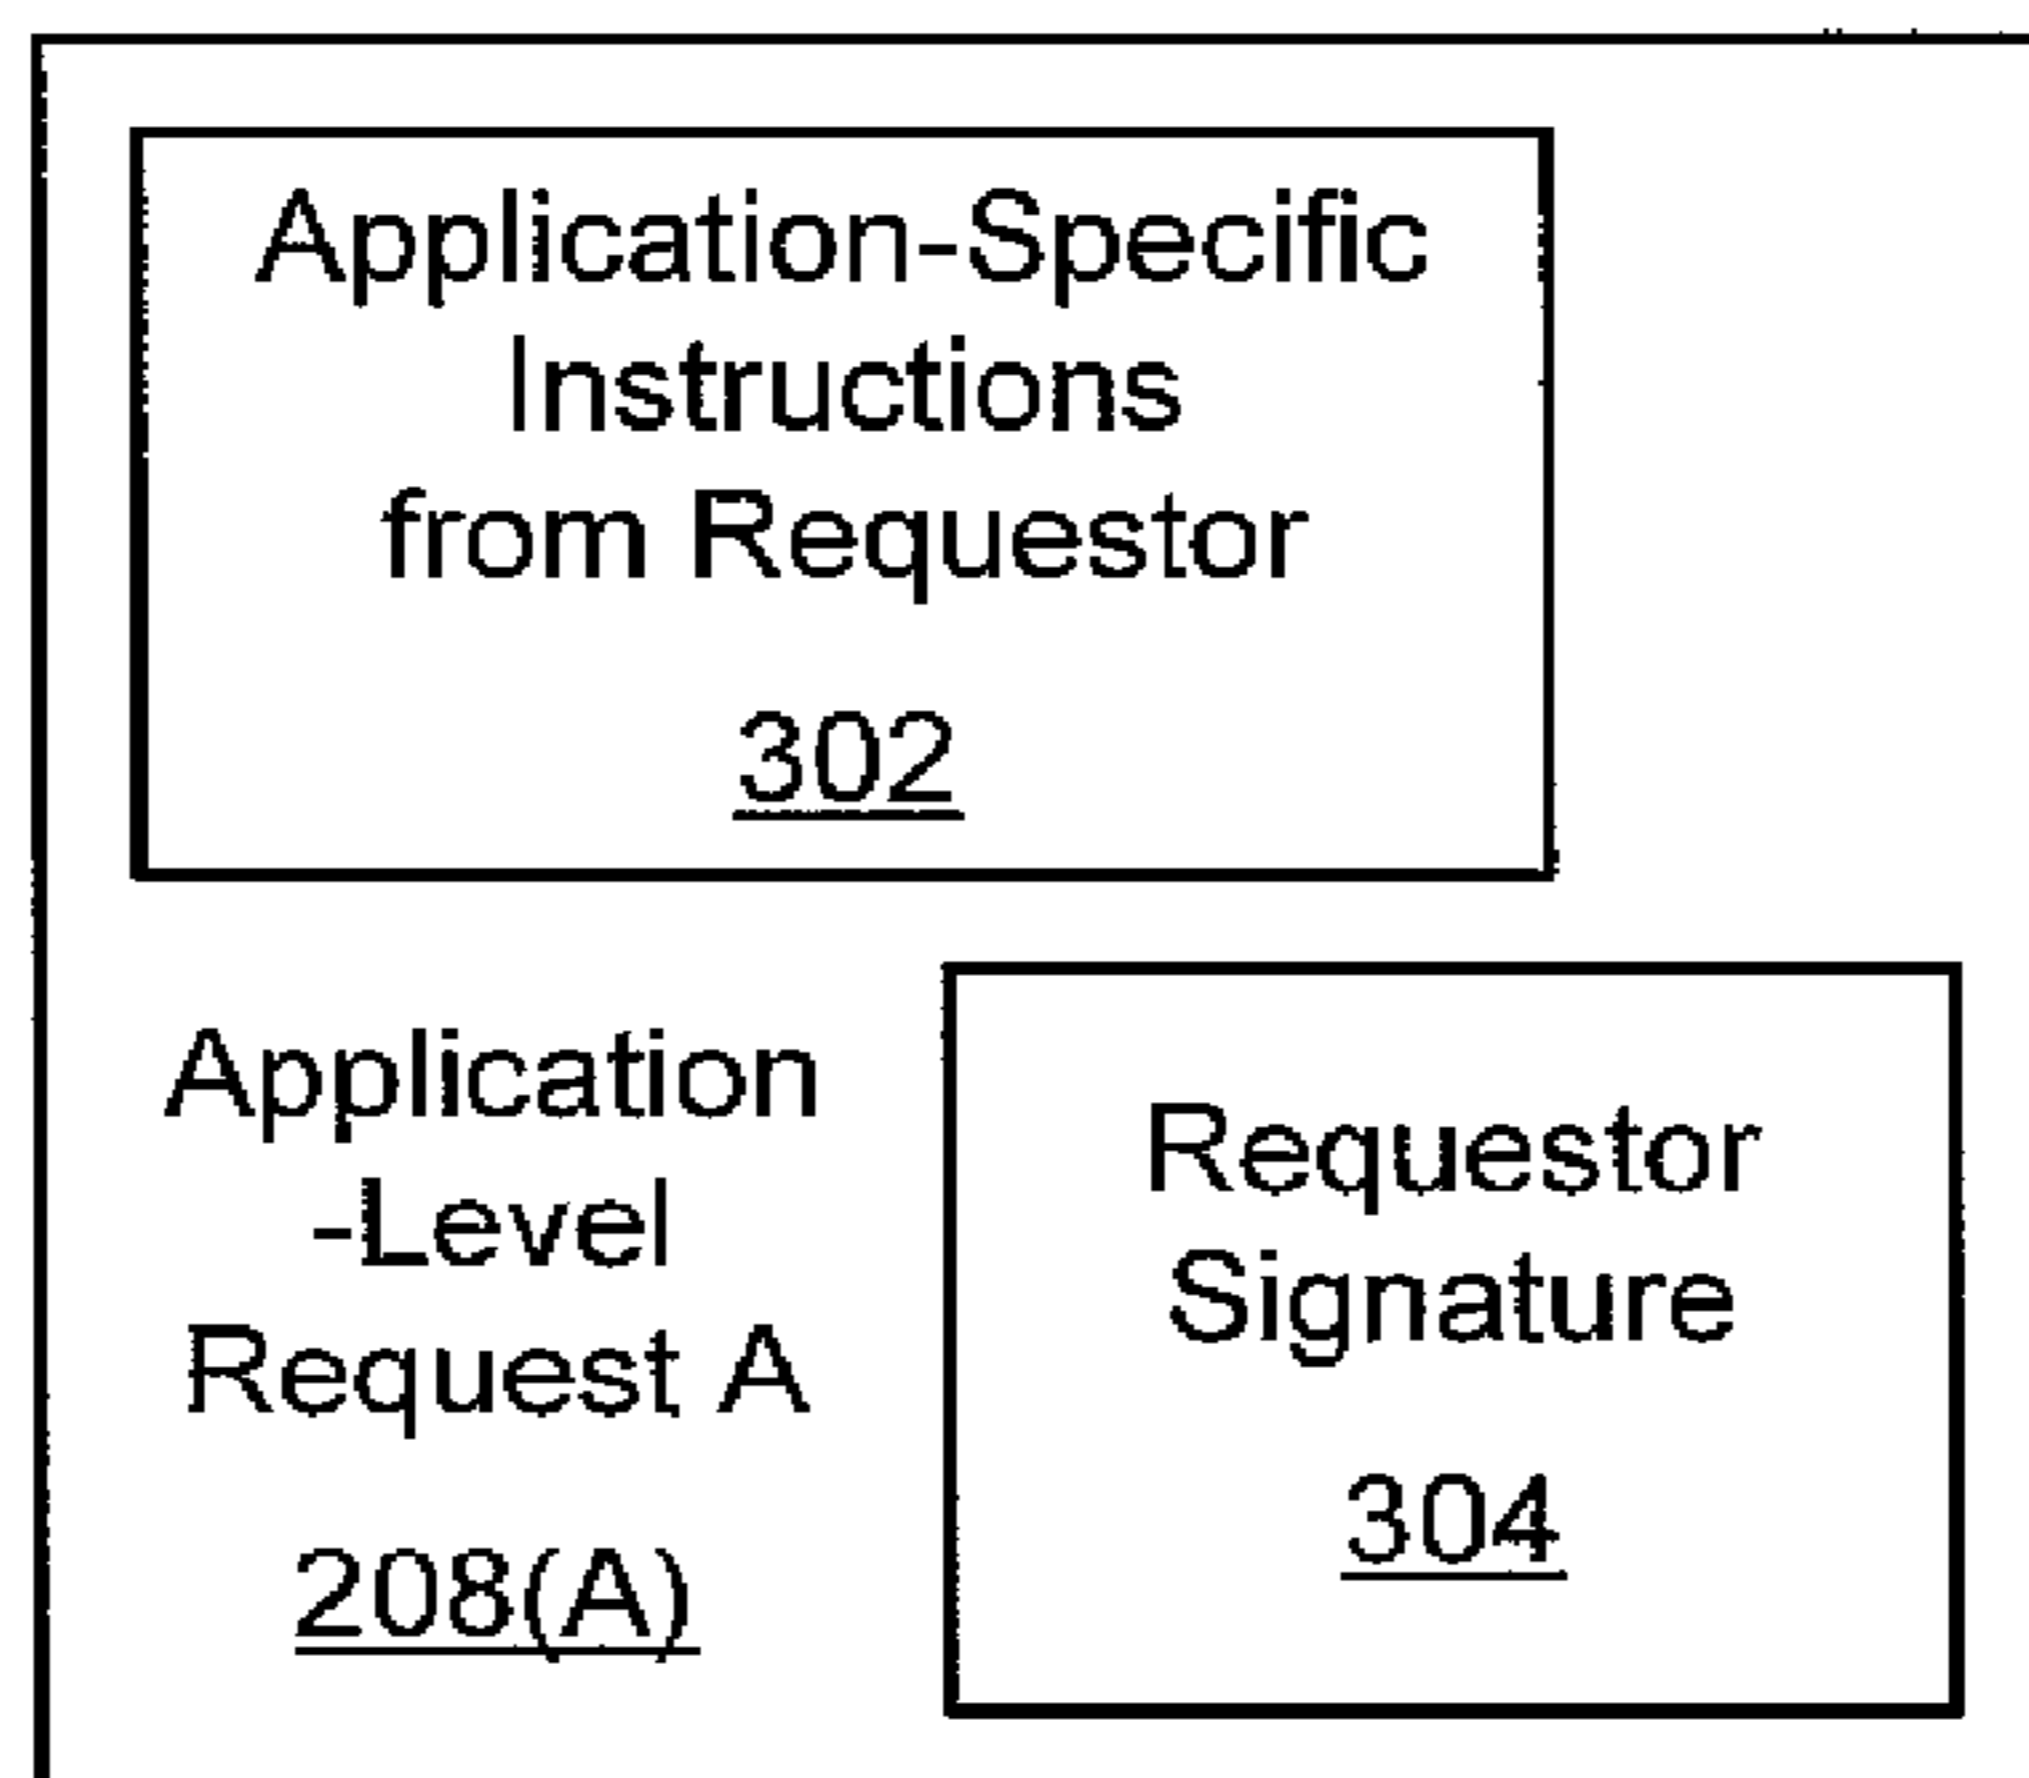 Application-Specific
Instructions
from Requestor
302
Application
-Level
Request A
208(A)
Requestor
Signature
304